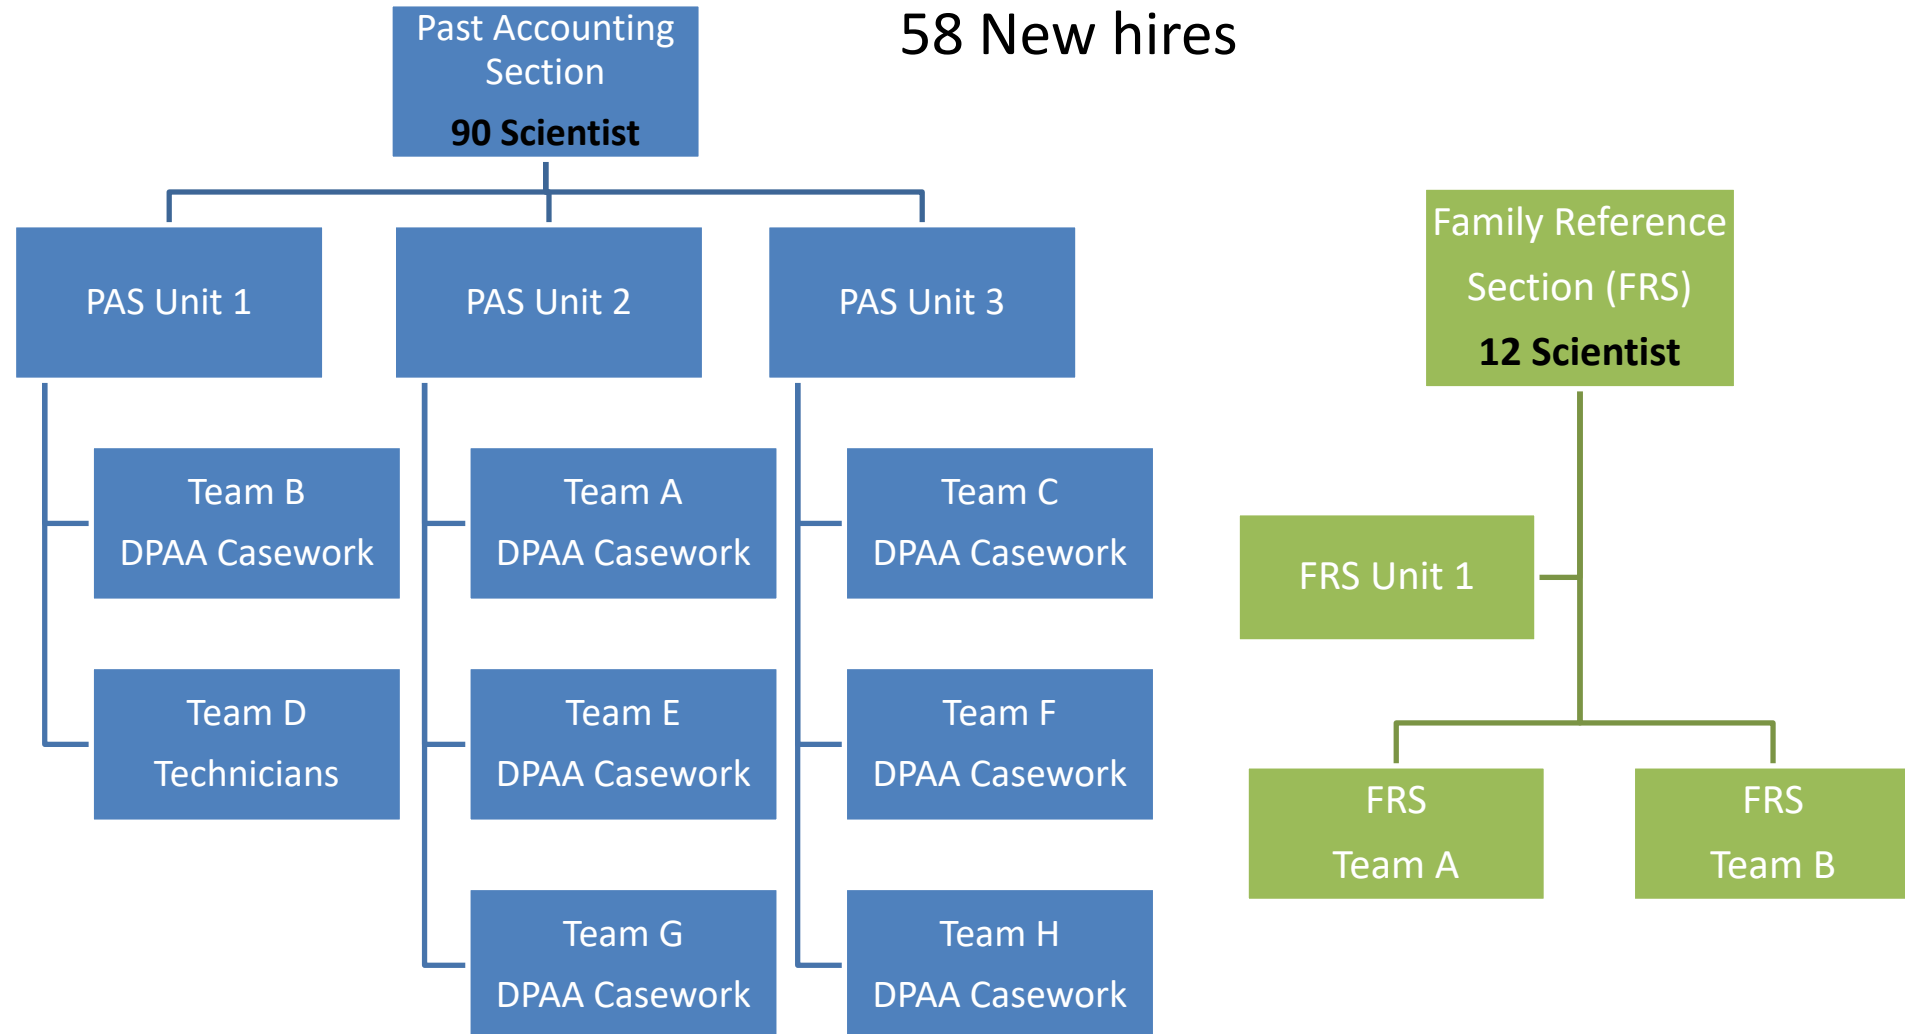 58 New hires
Past Accounting
Section
90 Scientist
PAS Unit 1
PAS Unit 2
PAS Unit 3
Team B
DPAA Casework
Team D
Technicians
Team A
DPAA Casework
Team E
DPAA Casework
Team G
DPAA Casework
Team C
DPAA Casework
Team F
DPAA Casework
Team H
DPAA Casework
Family Reference
Section (FRS)
12 Scientist
FRS Unit 1
FRS
Team A
FRS
Team B